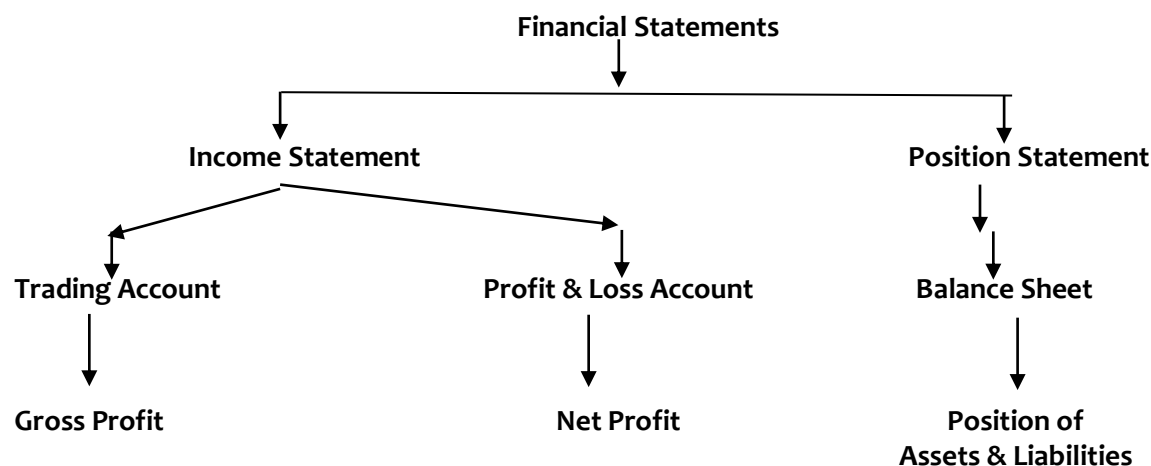 Financial Statements
Income Statement
Position Statement
Trading Account
Profit & Loss Account
Balance Sheet
Gross Profit
Net Profit
Position of
Assets & Liabilities